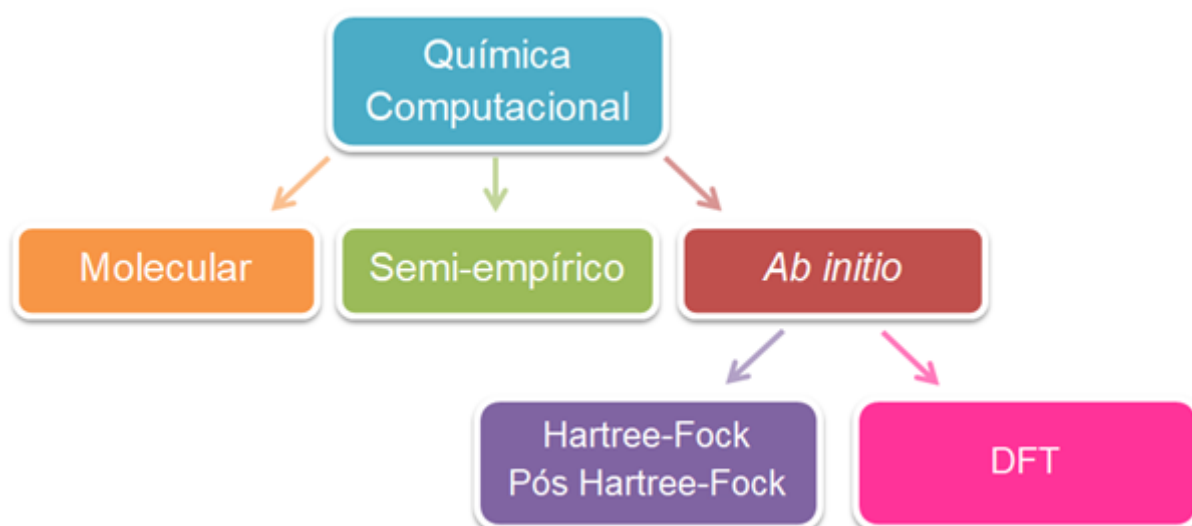 Química
Computacional
Molecular
Semi-empírico
Ab initio
Hartree-Fock
Pós Hartree-Fock
DFT